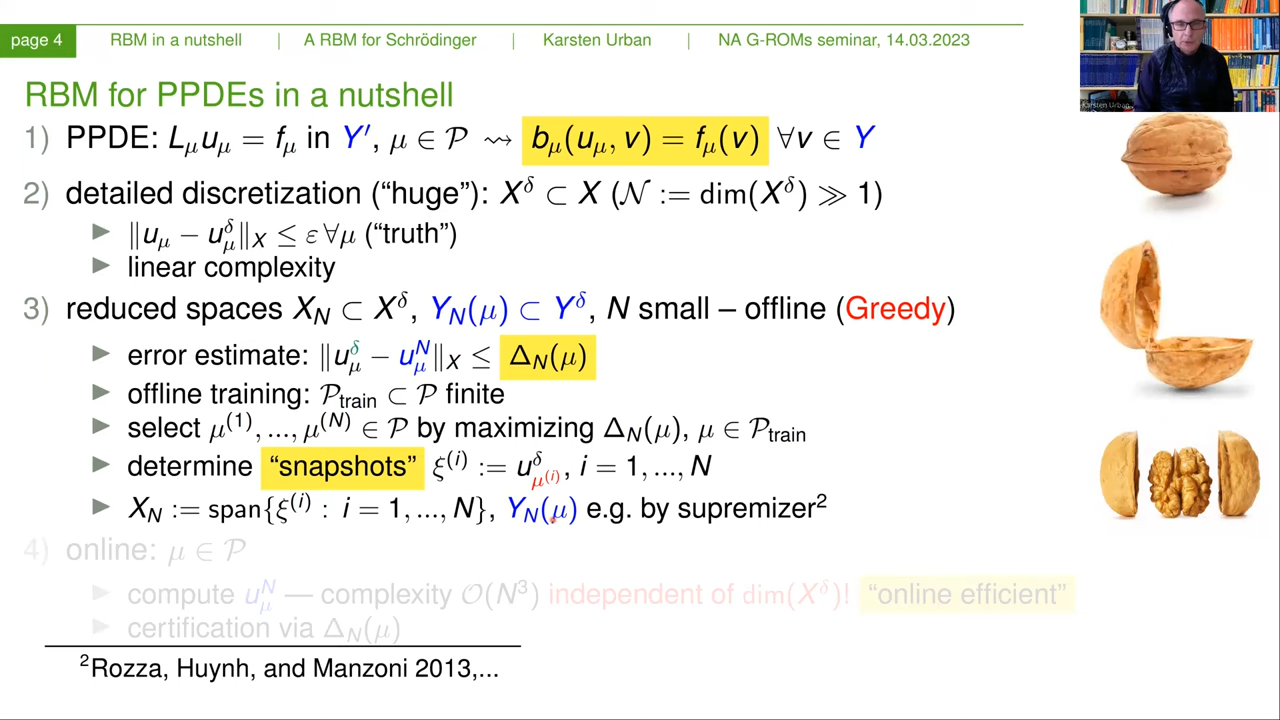 page 4 RBM in a nutshell | A RBM for Schrödinger | Karsten Urban | NA G-ROMs seminar, 14.03.2023
Karsten Urban
RBM for PPDEs in a nutshell
1) PPDE: L_μ u_μ = f_μ in Y′, μ ∈ 𝒫 ⇝ b_μ(u_μ, v) = f_μ(v) ∀v ∈ Y
2) detailed discretization (“huge”): X^δ ⊂ X (𝒩 := dim(X^δ) ≫ 1)
▶ ‖u_μ − u_μ^δ‖_X ≤ ε ∀μ (“truth”)
▶ linear complexity
3) reduced spaces X_N ⊂ X^δ, Y_N(μ) ⊂ Y^δ, N small – offline (Greedy)
▶ error estimate: ‖u_μ^δ − u_μ^N‖_X ≤ Δ_N(μ)
▶ offline training: 𝒫_train ⊂ 𝒫 finite
▶ select μ^(1), ..., μ^(N) ∈ 𝒫 by maximizing Δ_N(μ), μ ∈ 𝒫_train
▶ determine “snapshots” ξ^(i) := u^δ_μ^(i), i = 1, ..., N
▶ X_N := span{ξ^(i) : i = 1, ..., N}, Y_N(μ) e.g. by supremizer²
4) online: μ ∈ 𝒫
▶ compute u_μ^N — complexity 𝒪(N³) independent of dim(X^δ)! “online efficient”
▶ certification via Δ_N(μ)
²Rozza, Huynh, and Manzoni 2013,...